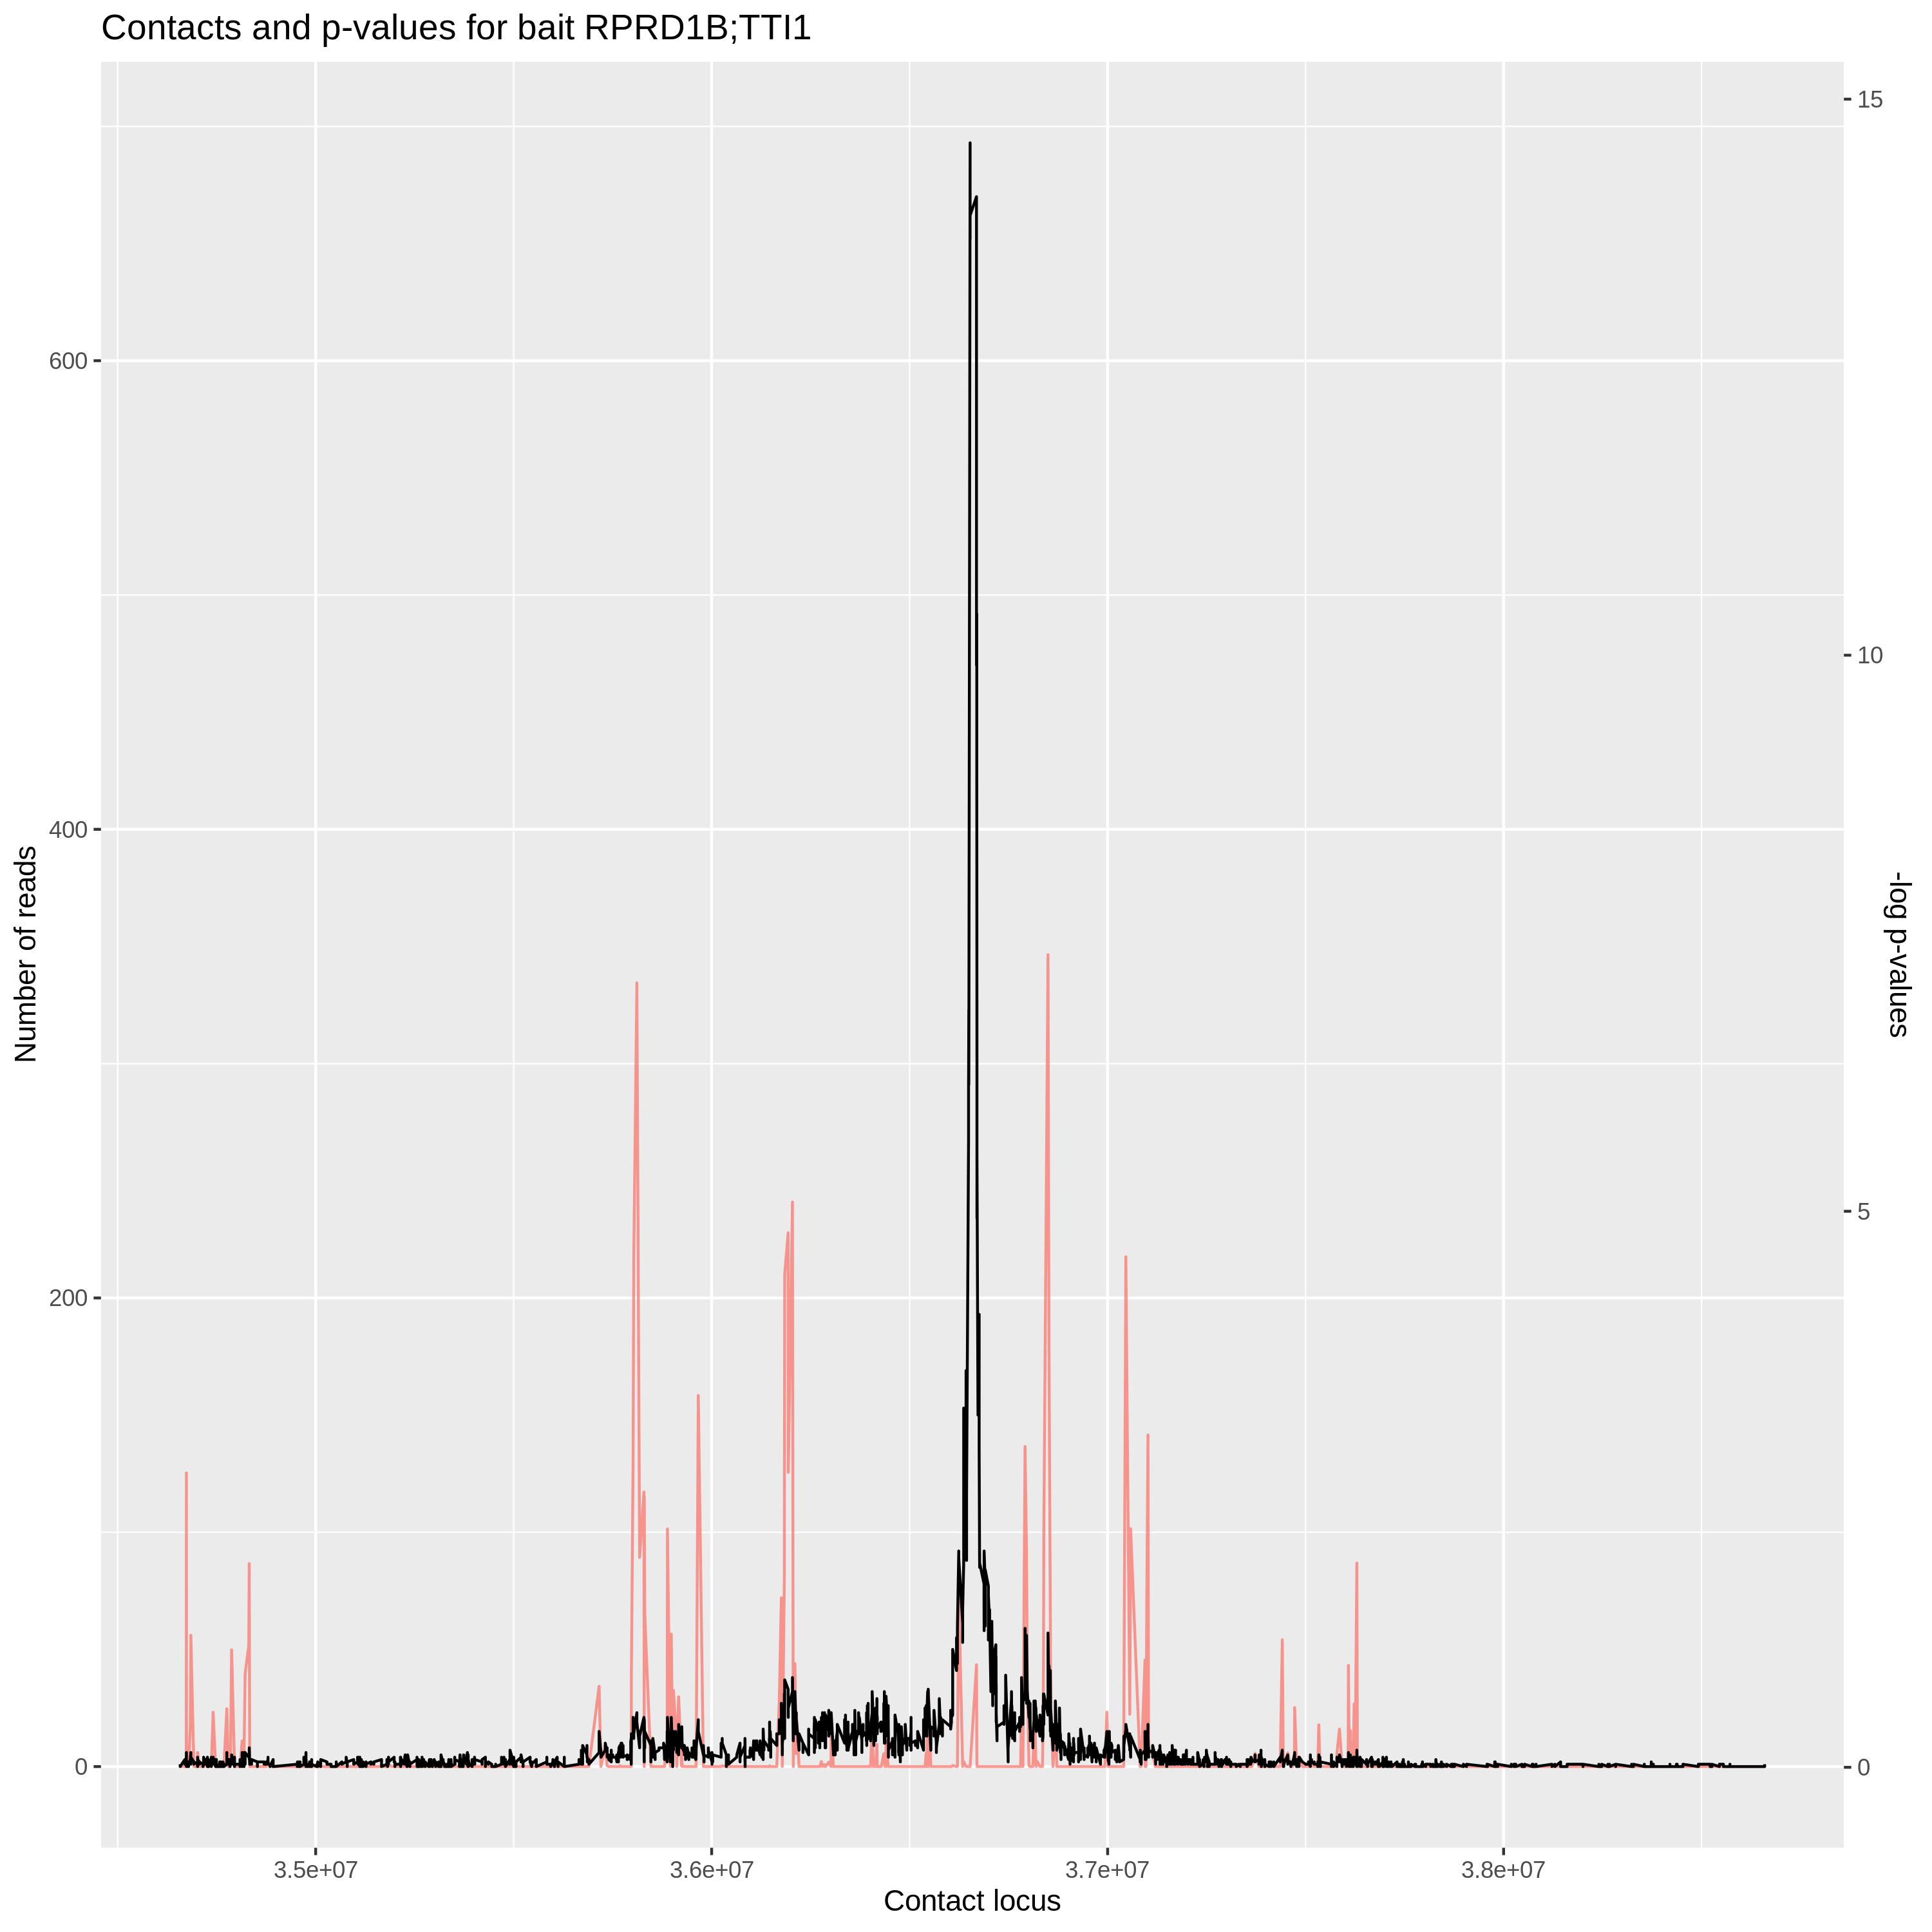 Contacts and p-values for bait RPRD1B;TTI1
Number of reads
600
400
200
0
15
10
5
0
-log p-values
3.5e+07
3.6e+07
3.7e+07
3.8e+07
Contact locus